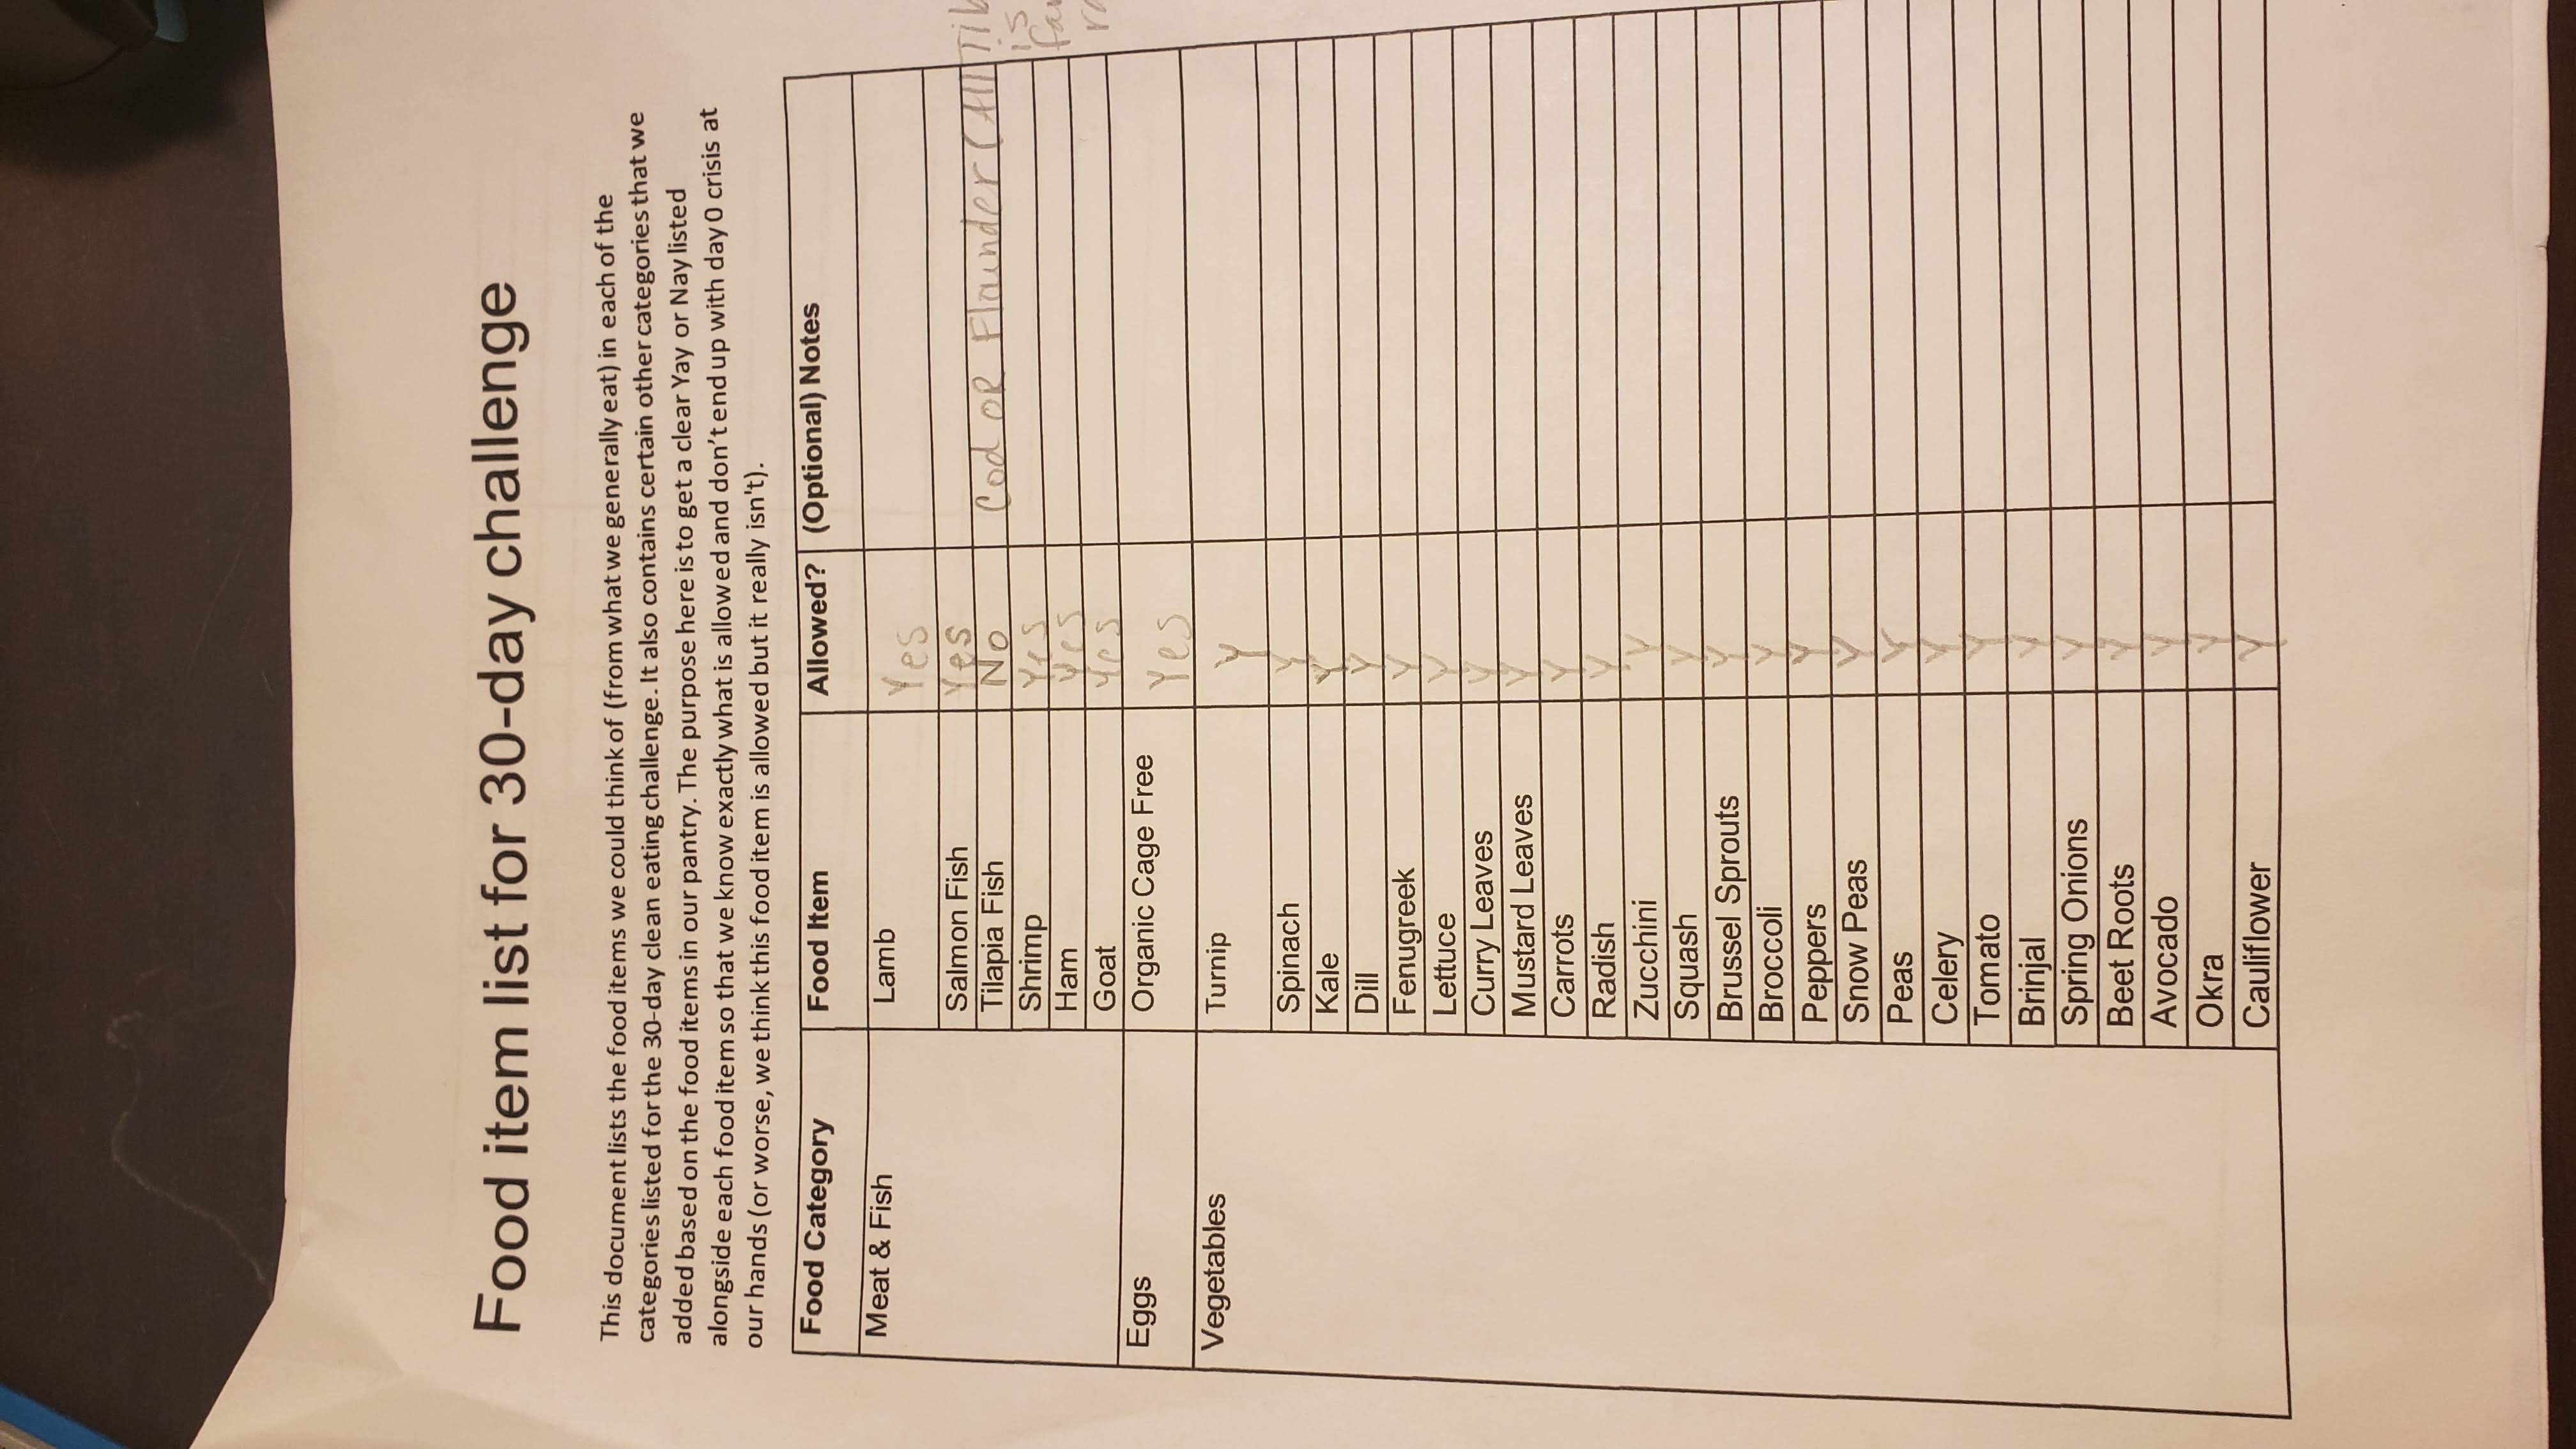 Food item list for 30-day challenge
This document lists the food items we could think of (from what we generally eat) in each of the
categories listed for the 30-day clean eating challenge. It also contains certain other categories that we
added based on the food items in our pantry. The purpose here is to get a clear Yay or Nay listed
alongside each food item so that we know exactly what is allowed and don't end up with day 0 crisis at
our hands (or worse, we think this food item is allowed but it really isn't).
Food Category Food Item Allowed? (Optional) Notes
Meat & Fish Lamb Yes
Salmon Fish Yes
Tilapia Fish No Cod OR Flounder (All
is
Shrimp Yes
Ham Yes
Goat Yes
Eggs Organic Cage Free Yes
Vegetables Turnip Y
Spinach Y
Kale Y
Dill Y
Fenugreek Y
Lettuce Y
Curry Leaves Y
Mustard Leaves Y
Carrots Y
Radish Y
Zucchini Y
Squash Y
Brussel Sprouts Y
Broccoli Y
Peppers Y
Snow Peas Y
Peas Y
Celery Y
Tomato Y
Brinjal Y
Spring Onions Y
Beet Roots Y
Avocado Y
Okra Y
Cauliflower Y